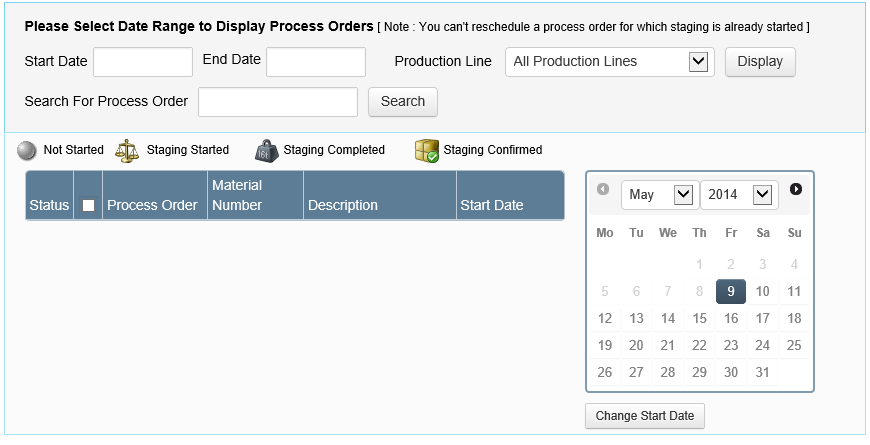 Please Select Date Range to Display Process Orders [ Note : You can't reschedule a process order for which staging is already started ]
Start Date End Date Production Line All Production Lines Display
Search For Process Order Search
Not Started Staging Started 16t Staging Completed Staging Confirmed
Status Process Order Material Number Description Start Date
May 2014
Mo Tu We Th Fr Sa Su
1 2 3 4
5 6 7 8 9 10 11
12 13 14 15 16 17 18
19 20 21 22 23 24 25
26 27 28 29 30 31
Change Start Date